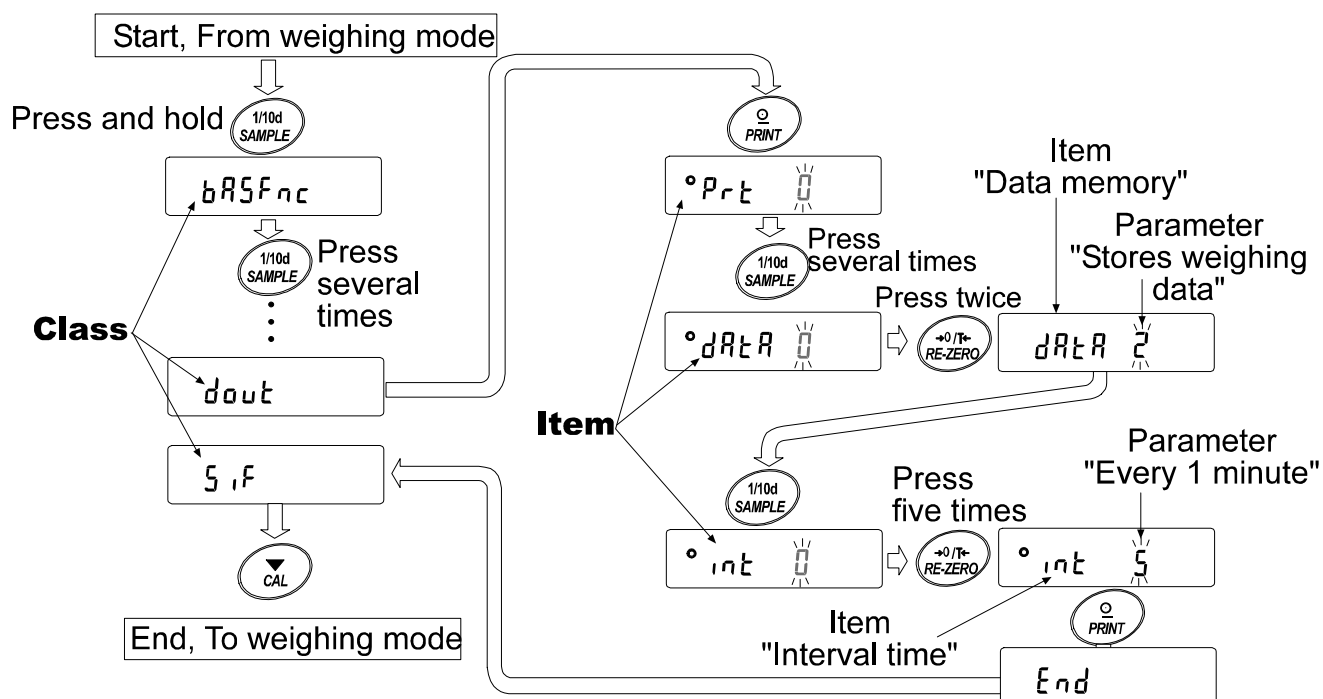 Start, From weighing mode
Press and hold
1/10d
SAMPLE
bASFnc
1/10d
SAMPLE
Press
several
times
Class
dout
SiF
CAL
End, To weighing mode
PRINT
Prt 0
1/10d
SAMPLE
Press
several times
dAtA 0
Press twice
→0/T←
RE-ZERO
Item
"Data memory"
Parameter
"Stores weighing
data"
dAtA 2
Item
1/10d
SAMPLE
int 0
Press
five times
→0/T←
RE-ZERO
Parameter
"Every 1 minute"
int 5
Item
"Interval time"
PRINT
End